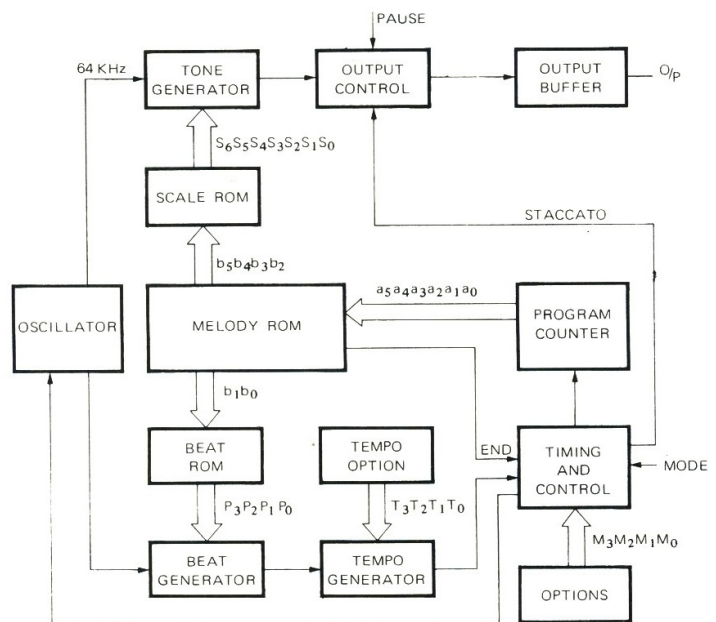 PAUSE
64 KHz
TONE
GENERATOR
OUTPUT
CONTROL
OUTPUT
BUFFER
O/P
S₆S₅S₄S₃S₂S₁S₀
SCALE ROM
STACCATO
b₅b₄b₃b₂
a₅a₄a₃a₂a₁a₀
OSCILLATOR
MELODY ROM
PROGRAM
COUNTER
b₁b₀
BEAT
ROM
TEMPO
OPTION
END
TIMING
AND
CONTROL
MODE
P₃P₂P₁P₀
T₃T₂T₁T₀
M₃M₂M₁M₀
BEAT
GENERATOR
TEMPO
GENERATOR
OPTIONS